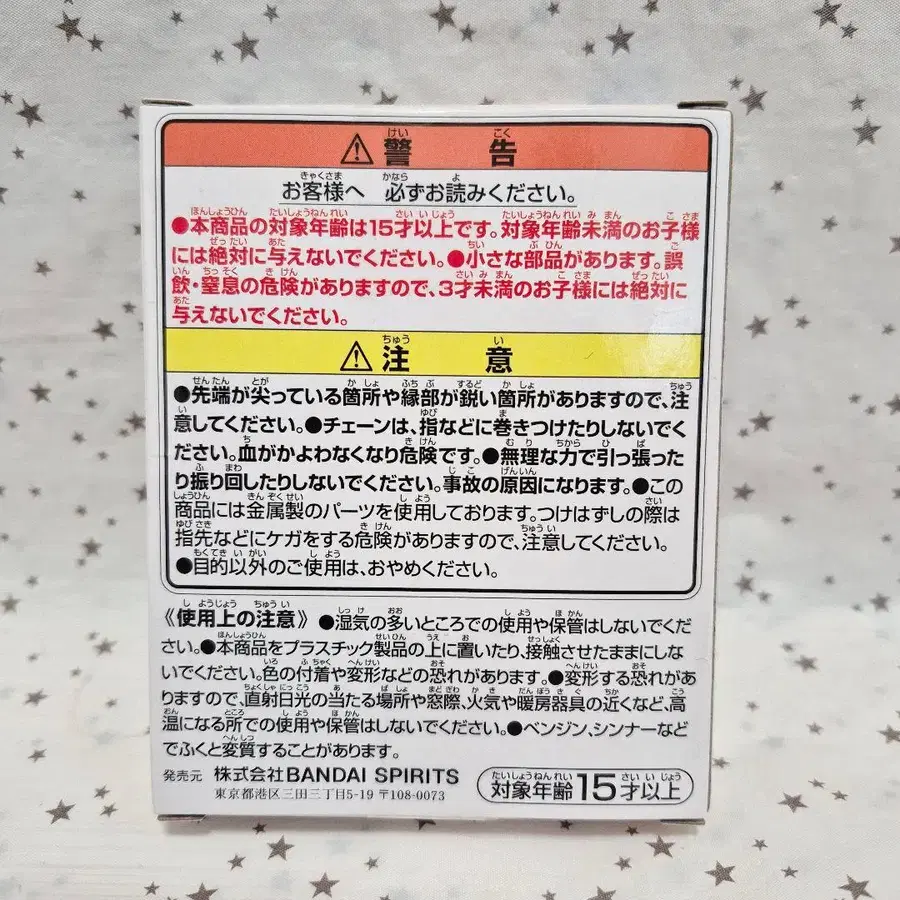 ⚠警告
お客様へ 必ずお読みください。
●本商品の対象年齢は15才以上です。対象年齢未満のお子様
には絶対に与えないでください。●小さな部品があります。誤
飲・窒息の危険がありますので、3才未満のお子様には絶対に
与えないでください。
⚠注意
●先端が尖っている箇所や縁部が鋭い箇所がありますので、注
意してください。●チェーンは、指などに巻きつけたりしないでく
ださい。血がかよわなくなり危険です。●無理な力で引っ張った
り振り回したりしないでください。事故の原因になります。●この
商品には金属製のパーツを使用しております。つけはずしの際は
指先などにケガをする危険がありますので、注意してください。
●目的以外のご使用は、おやめください。
《使用上の注意》●湿気の多いところでの使用や保管はしないでくだ
さい。●本商品をプラスチック製品の上に置いたり、接触させたままにし
ないでください。色の付着や変形などの恐れがあります。●変形する恐れがあ
りますので、直射日光の当たる場所や窓際、火気や暖房器具の近くなど、高
温になる所での使用や保管はしないでください。●ベンジン、シンナーなど
でふくと変質することがあります。
発売元 株式会社BANDAI SPIRITS
東京都港区三田三丁目5-19 〒108-0073
対象年齢15才以上